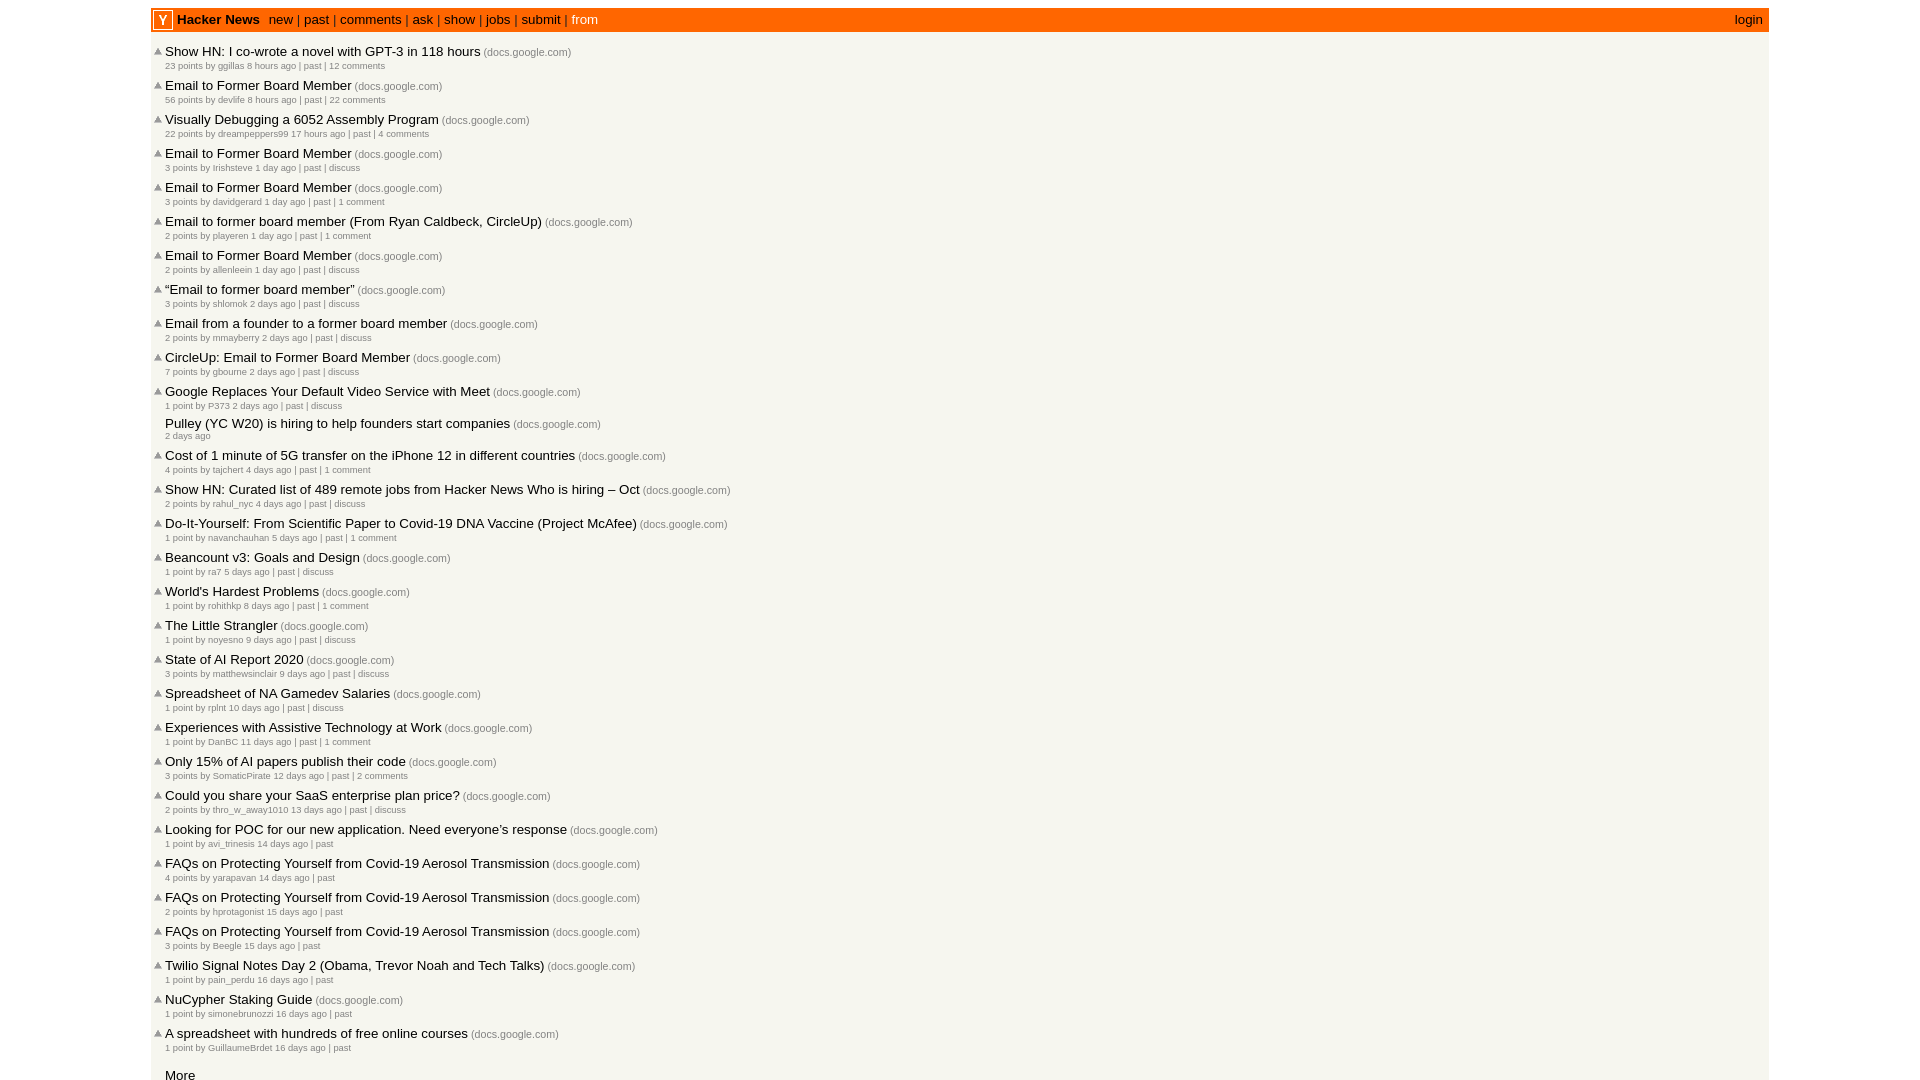 Y Hacker News new | past | comments | ask | show | jobs | submit | from login
Show HN: I co-wrote a novel with GPT-3 in 118 hours (docs.google.com)
23 points by ggillas 8 hours ago | past | 12 comments
Email to Former Board Member (docs.google.com)
56 points by devlife 8 hours ago | past | 22 comments
Visually Debugging a 6052 Assembly Program (docs.google.com)
22 points by dreampeppers99 17 hours ago | past | 4 comments
Email to Former Board Member (docs.google.com)
3 points by Irishsteve 1 day ago | past | discuss
Email to Former Board Member (docs.google.com)
3 points by davidgerard 1 day ago | past | 1 comment
Email to former board member (From Ryan Caldbeck, CircleUp) (docs.google.com)
2 points by playeren 1 day ago | past | 1 comment
Email to Former Board Member (docs.google.com)
2 points by allenleein 1 day ago | past | discuss
“Email to former board member” (docs.google.com)
3 points by shlomok 2 days ago | past | discuss
Email from a founder to a former board member (docs.google.com)
2 points by mmayberry 2 days ago | past | discuss
CircleUp: Email to Former Board Member (docs.google.com)
7 points by gbourne 2 days ago | past | discuss
Google Replaces Your Default Video Service with Meet (docs.google.com)
1 point by P373 2 days ago | past | discuss
Pulley (YC W20) is hiring to help founders start companies (docs.google.com)
2 days ago
Cost of 1 minute of 5G transfer on the iPhone 12 in different countries (docs.google.com)
4 points by tajchert 4 days ago | past | 1 comment
Show HN: Curated list of 489 remote jobs from Hacker News Who is hiring – Oct (docs.google.com)
2 points by rahul_nyc 4 days ago | past | discuss
Do-It-Yourself: From Scientific Paper to Covid-19 DNA Vaccine (Project McAfee) (docs.google.com)
1 point by navanchauhan 5 days ago | past | 1 comment
Beancount v3: Goals and Design (docs.google.com)
1 point by ra7 5 days ago | past | discuss
World's Hardest Problems (docs.google.com)
1 point by rohithkp 8 days ago | past | 1 comment
The Little Strangler (docs.google.com)
1 point by noyesno 9 days ago | past | discuss
State of AI Report 2020 (docs.google.com)
3 points by matthewsinclair 9 days ago | past | discuss
Spreadsheet of NA Gamedev Salaries (docs.google.com)
1 point by rplnt 10 days ago | past | discuss
Experiences with Assistive Technology at Work (docs.google.com)
1 point by DanBC 11 days ago | past | 1 comment
Only 15% of AI papers publish their code (docs.google.com)
3 points by SomaticPirate 12 days ago | past | 2 comments
Could you share your SaaS enterprise plan price? (docs.google.com)
2 points by thro_w_away1010 13 days ago | past | discuss
Looking for POC for our new application. Need everyone’s response (docs.google.com)
1 point by avi_trinesis 14 days ago | past
FAQs on Protecting Yourself from Covid-19 Aerosol Transmission (docs.google.com)
4 points by yarapavan 14 days ago | past
FAQs on Protecting Yourself from Covid-19 Aerosol Transmission (docs.google.com)
2 points by hprotagonist 15 days ago | past
FAQs on Protecting Yourself from Covid-19 Aerosol Transmission (docs.google.com)
3 points by Beegle 15 days ago | past
Twilio Signal Notes Day 2 (Obama, Trevor Noah and Tech Talks) (docs.google.com)
1 point by pain_perdu 16 days ago | past
NuCypher Staking Guide (docs.google.com)
1 point by simonebrunozzi 16 days ago | past
A spreadsheet with hundreds of free online courses (docs.google.com)
1 point by GuillaumeBrdet 16 days ago | past
More